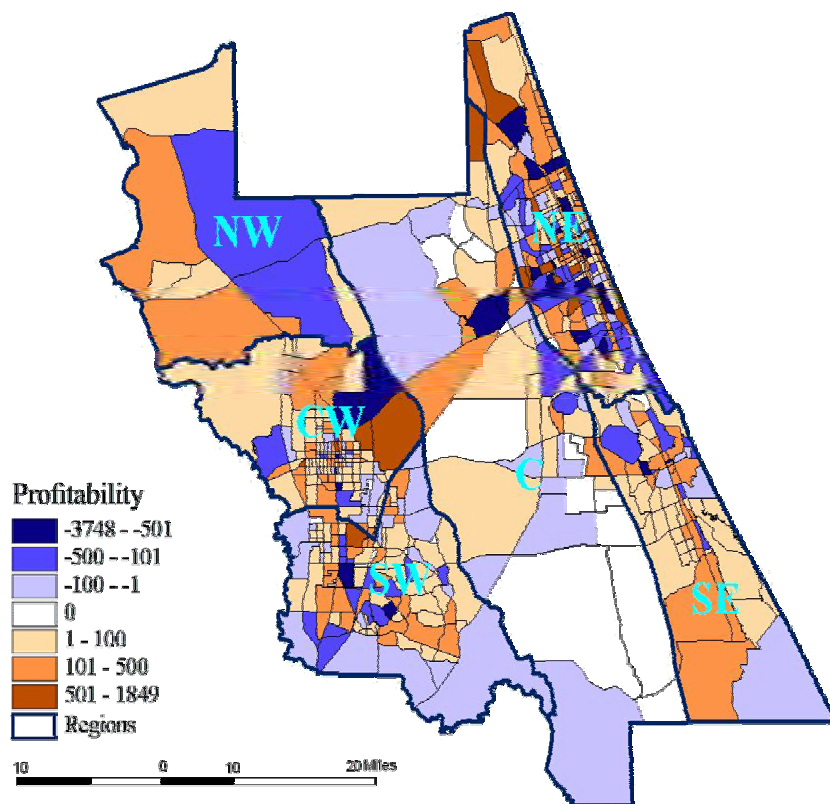 NW
NE
CW
C
SW
SE
Profitability
-3748 - -501
-500 - -101
-100 - -1
0
1 - 100
101 - 500
501 - 1849
Regions
10 0 10 20 Miles